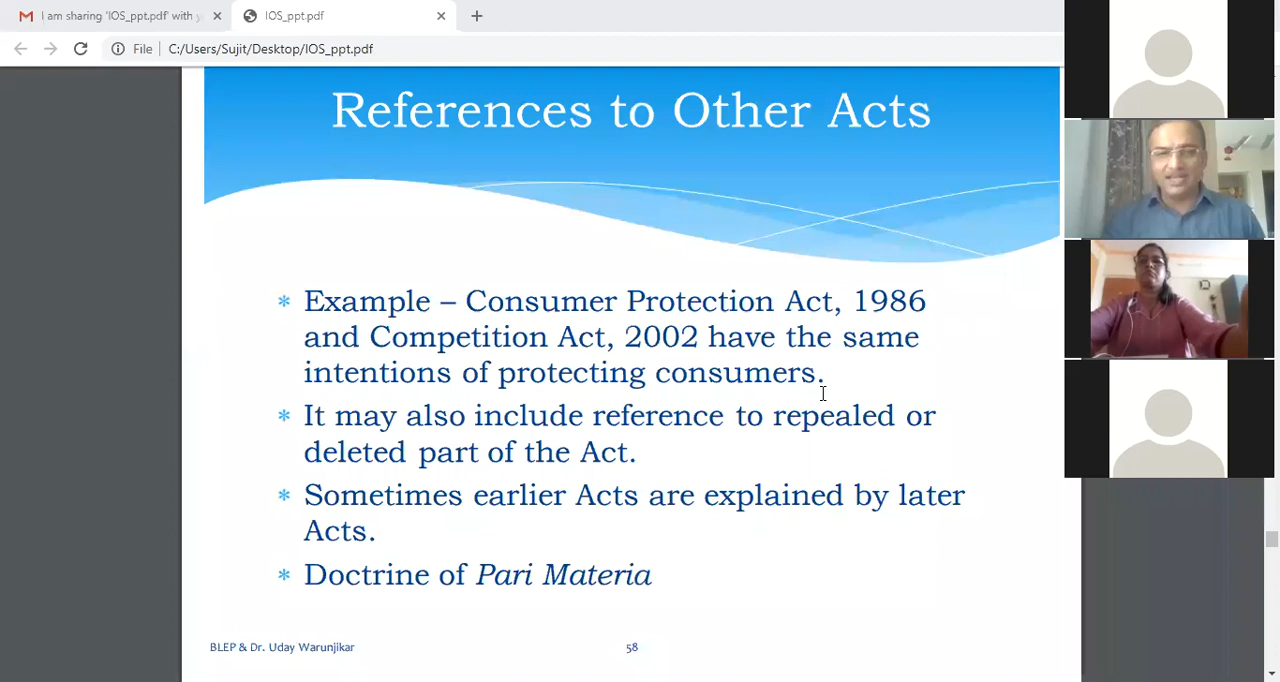 I am sharing 'IOS_ppt.pdf' with
IOS_ppt.pdf
File
C:/Users/Sujit/Desktop/IOS_ppt.pdf
References to Other Acts
* Example – Consumer Protection Act, 1986
and Competition Act, 2002 have the same
intentions of protecting consumers.
* It may also include reference to repealed or
deleted part of the Act.
* Sometimes earlier Acts are explained by later
Acts.
* Doctrine of Pari Materia
BLEP & Dr. Uday Warunjikar
58